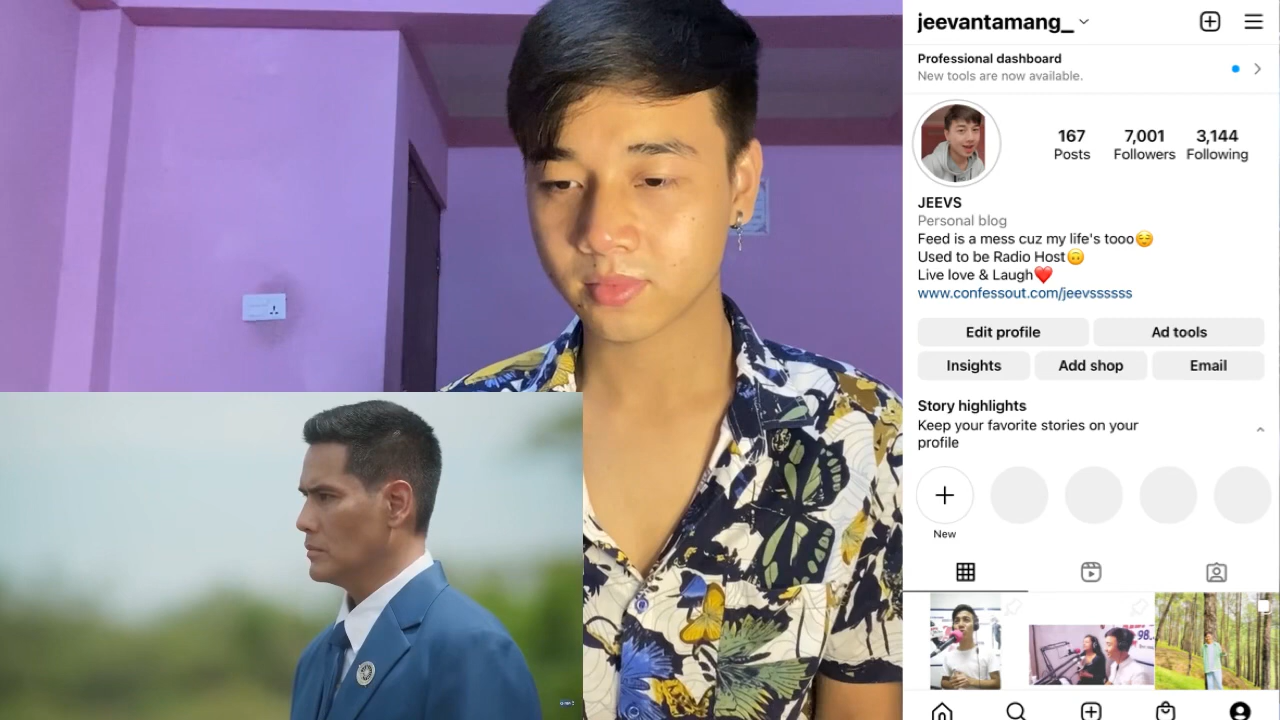 jeevantamang_
Professional dashboard
New tools are now available.
167 7,001 3,144
Posts Followers Following
JEEVS
Personal blog
Feed is a mess cuz my life's tooo😌
Used to be Radio Host🙃
Live love & Laugh❤️
www.confessout.com/jeevssssss
Edit profile Ad tools
Insights Add shop Email
Story highlights
Keep your favorite stories on your
profile
New
98.